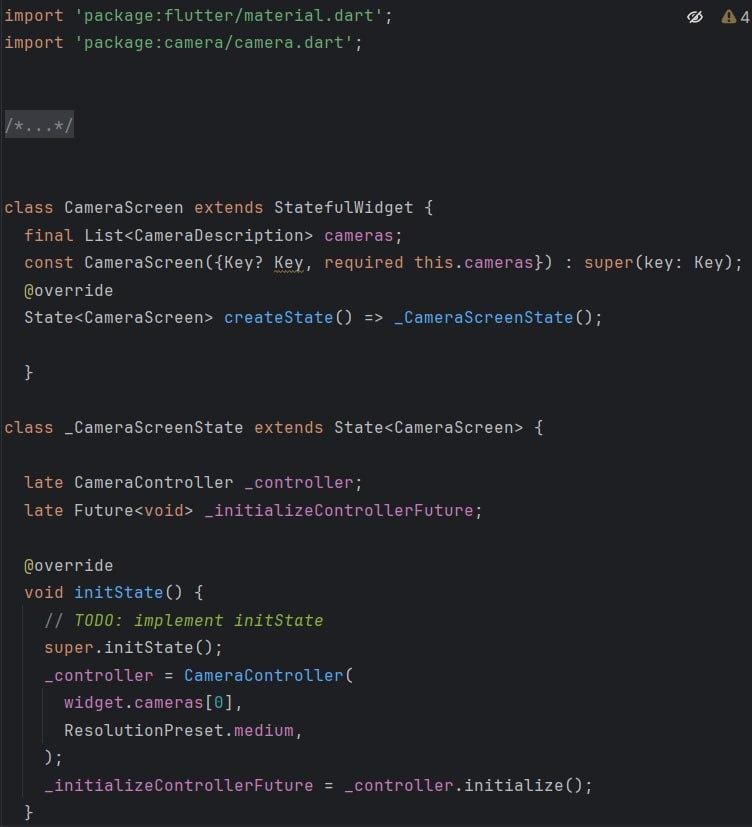 import 'package:flutter/material.dart';
4
import 'package:camera/camera.dart';
/*...*/
class CameraScreen extends StatefulWidget {
final List<CameraDescription> cameras;
const CameraScreen({Key? Key, required this.cameras}) : super(key: Key);
@override
State<CameraScreen> createState() => _CameraScreenState();
}
class _CameraScreenState extends State<CameraScreen> {
late CameraController _controller;
late Future<void> _initializeControllerFuture;
@override
void initState() {
// TODO: implement initState
super.initState();
_controller = CameraController(
widget.cameras[0],
ResolutionPreset.medium,
);
_initializeControllerFuture = _controller.initialize();
}